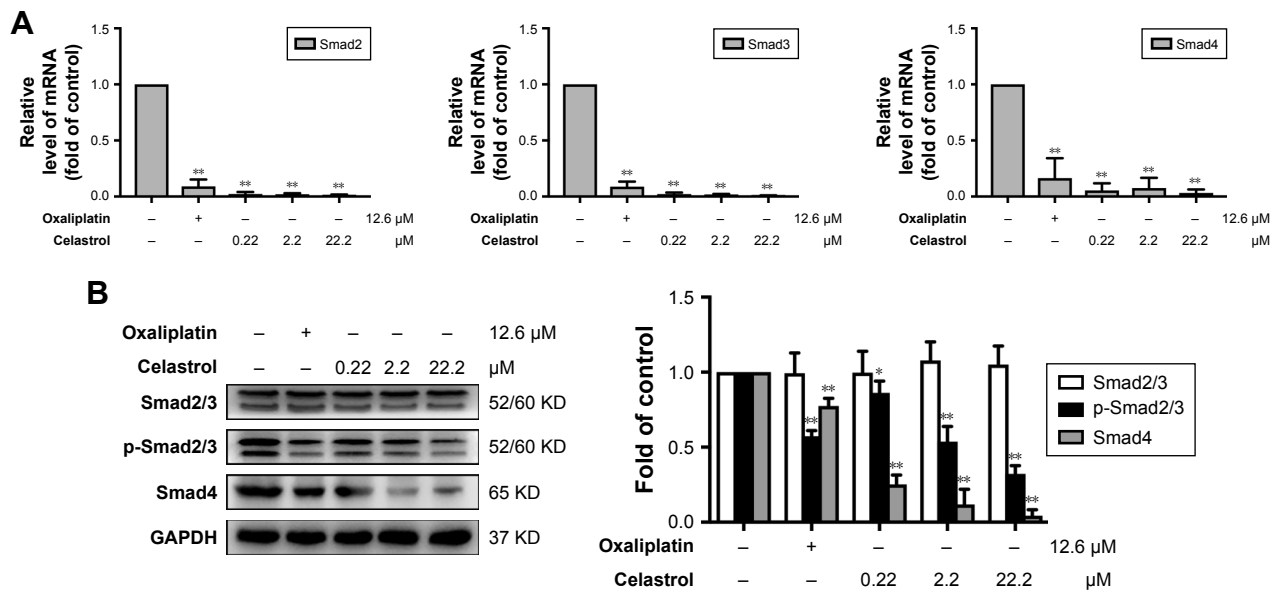 A
Relative
level of mRNA
(fold of control)
1.5
1.0
0.5
0.0
Smad2
** ** ** **
Oxaliplatin – + – – – 12.6 µM
Celastrol – – 0.22 2.2 22.2 µM
Relative
level of mRNA
(fold of control)
1.5
1.0
0.5
0.0
Smad3
** ** ** **
– + – – – 12.6 µM
– – 0.22 2.2 22.2 µM
Relative
level of mRNA
(fold of control)
1.5
1.0
0.5
0.0
Smad4
** ** ** **
– + – – – 12.6 µM
– – 0.22 2.2 22.2 µM
B
Oxaliplatin – + – – – 12.6 µM
Celastrol – – 0.22 2.2 22.2 µM
Smad2/3 52/60 KD
p-Smad2/3 52/60 KD
Smad4 65 KD
GAPDH 37 KD
Fold of control
1.5
1.0
0.5
0.0
** ** * ** ** ** ** **
Smad2/3
p-Smad2/3
Smad4
Oxaliplatin – + – – – 12.6 µM
Celastrol – – 0.22 2.2 22.2 µM